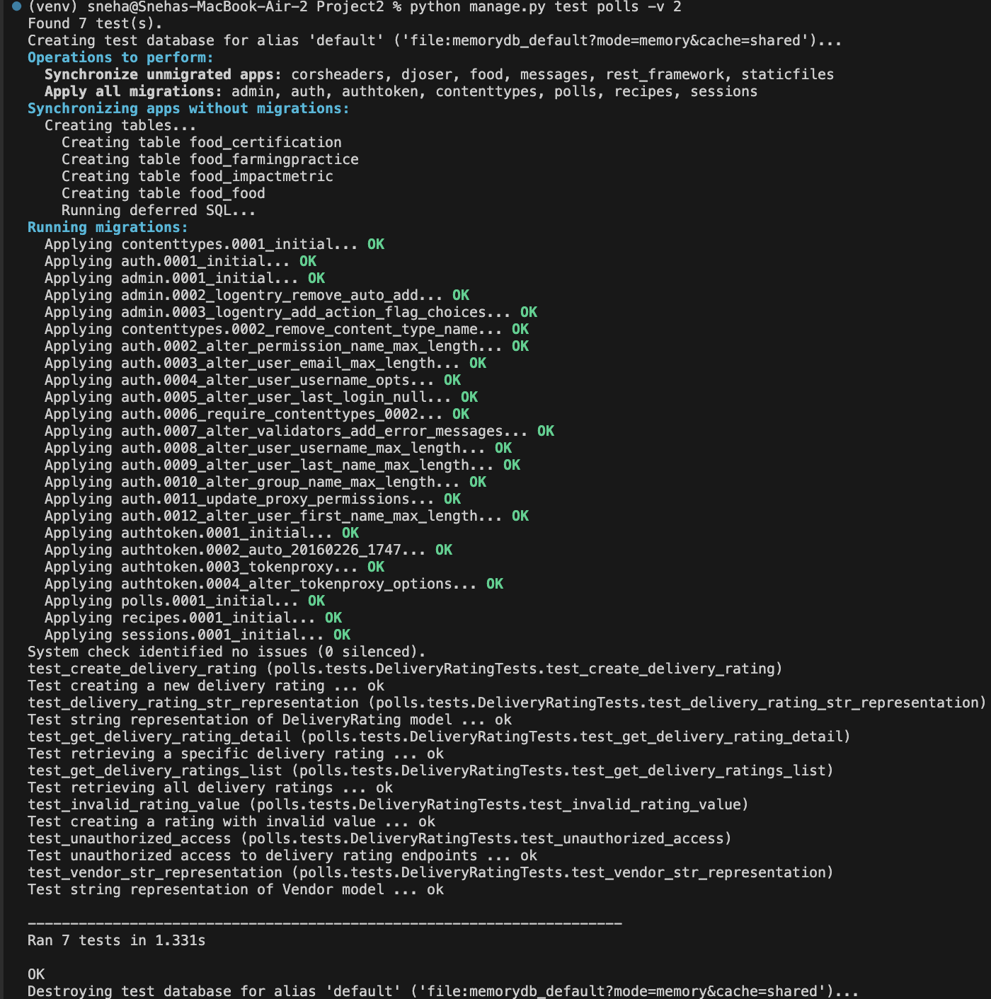 (venv) sneha@Snehas-MacBook-Air-2 Project2 % python manage.py test polls -v 2
Found 7 test(s).
Creating test database for alias 'default' ('file:memorydb_default?mode=memory&cache=shared')...
Operations to perform:
  Synchronize unmigrated apps: corsheaders, djoser, food, messages, rest_framework, staticfiles
  Apply all migrations: admin, auth, authtoken, contenttypes, polls, recipes, sessions
Synchronizing apps without migrations:
  Creating tables...
    Creating table food_certification
    Creating table food_farmingpractice
    Creating table food_impactmetric
    Creating table food_food
    Running deferred SQL...
Running migrations:
  Applying contenttypes.0001_initial... OK
  Applying auth.0001_initial... OK
  Applying admin.0001_initial... OK
  Applying admin.0002_logentry_remove_auto_add... OK
  Applying admin.0003_logentry_add_action_flag_choices... OK
  Applying contenttypes.0002_remove_content_type_name... OK
  Applying auth.0002_alter_permission_name_max_length... OK
  Applying auth.0003_alter_user_email_max_length... OK
  Applying auth.0004_alter_user_username_opts... OK
  Applying auth.0005_alter_user_last_login_null... OK
  Applying auth.0006_require_contenttypes_0002... OK
  Applying auth.0007_alter_validators_add_error_messages... OK
  Applying auth.0008_alter_user_username_max_length... OK
  Applying auth.0009_alter_user_last_name_max_length... OK
  Applying auth.0010_alter_group_name_max_length... OK
  Applying auth.0011_update_proxy_permissions... OK
  Applying auth.0012_alter_user_first_name_max_length... OK
  Applying authtoken.0001_initial... OK
  Applying authtoken.0002_auto_20160226_1747... OK
  Applying authtoken.0003_tokenproxy... OK
  Applying authtoken.0004_alter_tokenproxy_options... OK
  Applying polls.0001_initial... OK
  Applying recipes.0001_initial... OK
  Applying sessions.0001_initial... OK
System check identified no issues (0 silenced).
test_create_delivery_rating (polls.tests.DeliveryRatingTests.test_create_delivery_rating)
Test creating a new delivery rating ... ok
test_delivery_rating_str_representation (polls.tests.DeliveryRatingTests.test_delivery_rating_str_representation)
Test string representation of DeliveryRating model ... ok
test_get_delivery_rating_detail (polls.tests.DeliveryRatingTests.test_get_delivery_rating_detail)
Test retrieving a specific delivery rating ... ok
test_get_delivery_ratings_list (polls.tests.DeliveryRatingTests.test_get_delivery_ratings_list)
Test retrieving all delivery ratings ... ok
test_invalid_rating_value (polls.tests.DeliveryRatingTests.test_invalid_rating_value)
Test creating a rating with invalid value ... ok
test_unauthorized_access (polls.tests.DeliveryRatingTests.test_unauthorized_access)
Test unauthorized access to delivery rating endpoints ... ok
test_vendor_str_representation (polls.tests.DeliveryRatingTests.test_vendor_str_representation)
Test string representation of Vendor model ... ok

----------------------------------------------------------------------
Ran 7 tests in 1.331s

OK
Destroying test database for alias 'default' ('file:memorydb_default?mode=memory&cache=shared')...